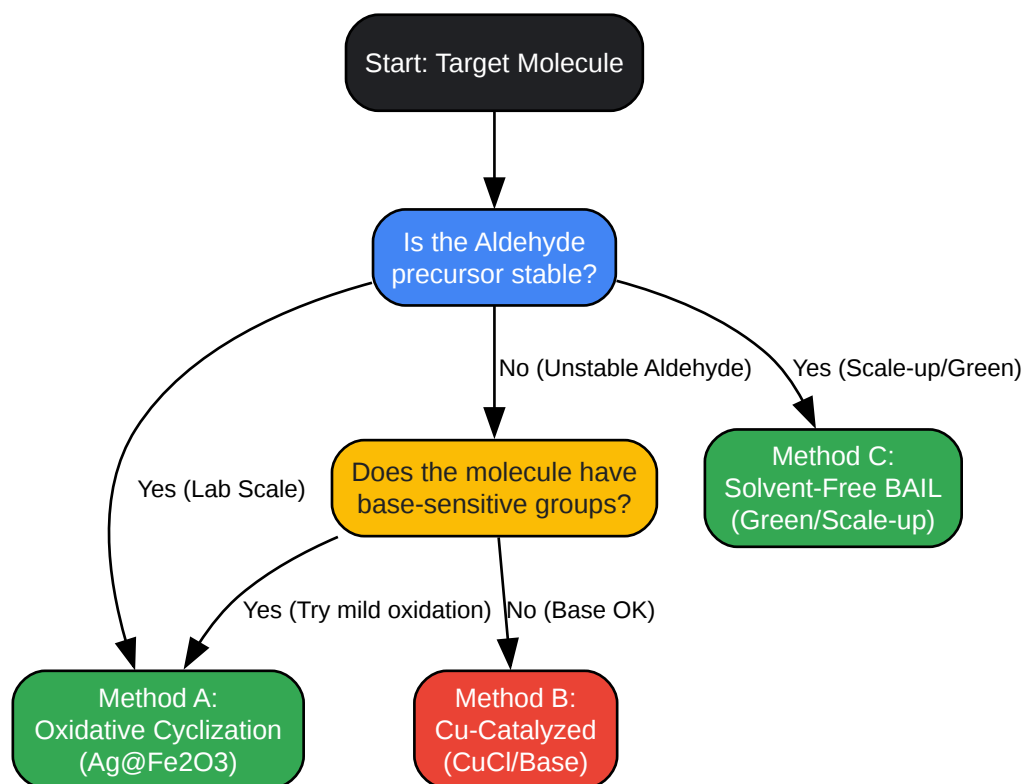 Start: Target Molecule
Is the Aldehyde
precursor stable?
No (Unstable Aldehyde)
Yes (Scale-up/Green)
Does the molecule have
base-sensitive groups?
Method C:
Solvent-Free BAIL
(Green/Scale-up)
Yes (Lab Scale)
Yes (Try mild oxidation)
No (Base OK)
Method A:
Oxidative Cyclization
(Ag@Fe2O3)
Method B:
Cu-Catalyzed
(CuCl/Base)